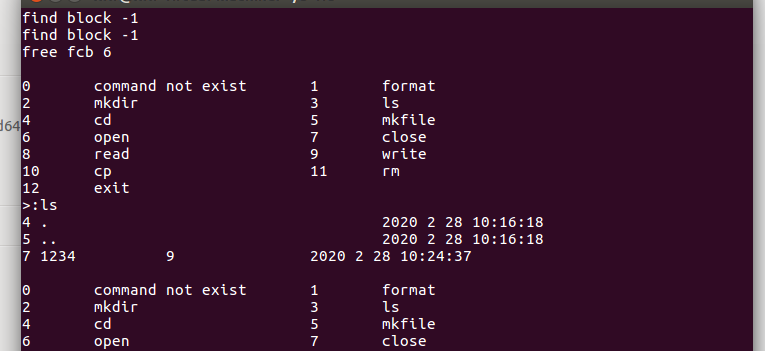 find block -1
find block -1
free fcb 6
0 command not exist 1 format
2 mkdir 3 ls
4 cd 5 mkfile
6 open 7 close
8 read 9 write
10 cp 11 rm
12 exit
>:ls
4 . 2020 2 28 10:16:18
5 .. 2020 2 28 10:16:18
7 1234 9 2020 2 28 10:24:37
0 command not exist 1 format
2 mkdir 3 ls
4 cd 5 mkfile
6 open 7 close
d64